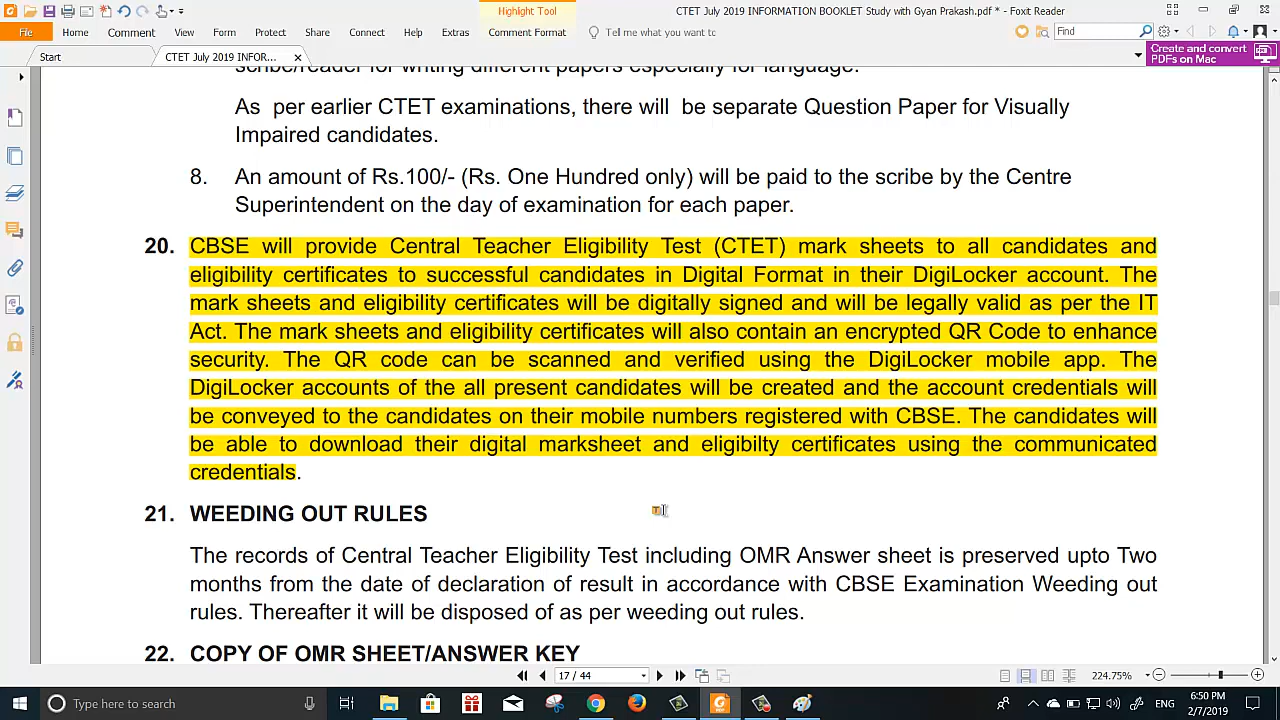 Highlight Tool
CTET July 2019 INFORMATION BOOKLET Study with Gyan Prakash.pdf * - Foxit Reader
File Home Comment View Form Protect Share Connect Help Extras Comment Format Tell me what you want to Find
Start CTET July 2019 INFOR...
Create and convert
PDFs on Mac
scribe/reader for writing different papers especially for language.
As per earlier CTET examinations, there will be separate Question Paper for Visually
Impaired candidates.
8. An amount of Rs.100/- (Rs. One Hundred only) will be paid to the scribe by the Centre
Superintendent on the day of examination for each paper.
20. CBSE will provide Central Teacher Eligibility Test (CTET) mark sheets to all candidates and
eligibility certificates to successful candidates in Digital Format in their DigiLocker account. The
mark sheets and eligibility certificates will be digitally signed and will be legally valid as per the IT
Act. The mark sheets and eligibility certificates will also contain an encrypted QR Code to enhance
security. The QR code can be scanned and verified using the DigiLocker mobile app. The
DigiLocker accounts of the all present candidates will be created and the account credentials will
be conveyed to the candidates on their mobile numbers registered with CBSE. The candidates will
be able to download their digital marksheet and eligibilty certificates using the communicated
credentials.
21. WEEDING OUT RULES
The records of Central Teacher Eligibility Test including OMR Answer sheet is preserved upto Two
months from the date of declaration of result in accordance with CBSE Examination Weeding out
rules. Thereafter it will be disposed of as per weeding out rules.
22. COPY OF OMR SHEET/ANSWER KEY
17 / 44 224.75%
Type here to search ENG 6:50 PM
2/7/2019